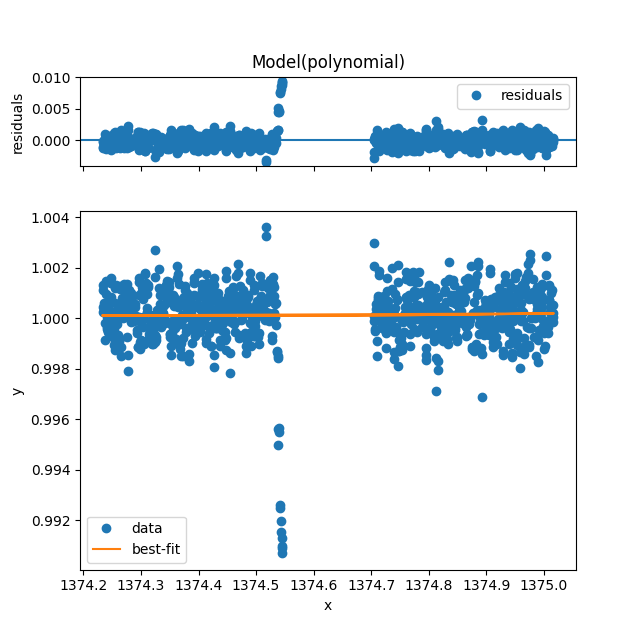 Model(polynomial)
0.010
0.005
0.000
residuals
residuals
1.004
1.002
1.000
0.998
0.996
0.994
0.992
y
data
best-fit
1374.2 1374.3 1374.4 1374.5 1374.6 1374.7 1374.8 1374.9 1375.0
x